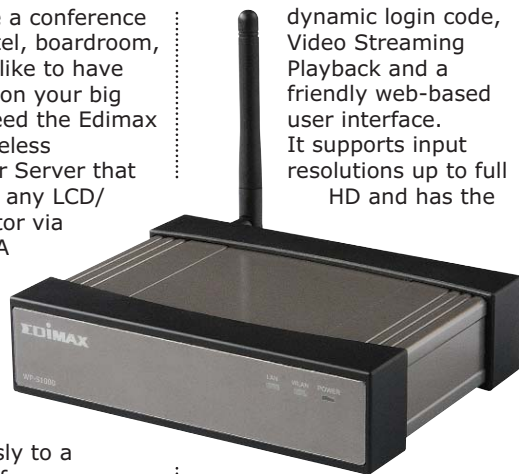 e a conference
tel, boardroom,
like to have
on your big
eed the Edimax
eless
r Server that
any LCD/
tor via
A
sly to a
dynamic login code,
Video Streaming
Playback and a
friendly web-based
user interface.
It supports input
resolutions up to full
HD and has the
EDIMAX
WP-S1000
LAN WLAN POWER